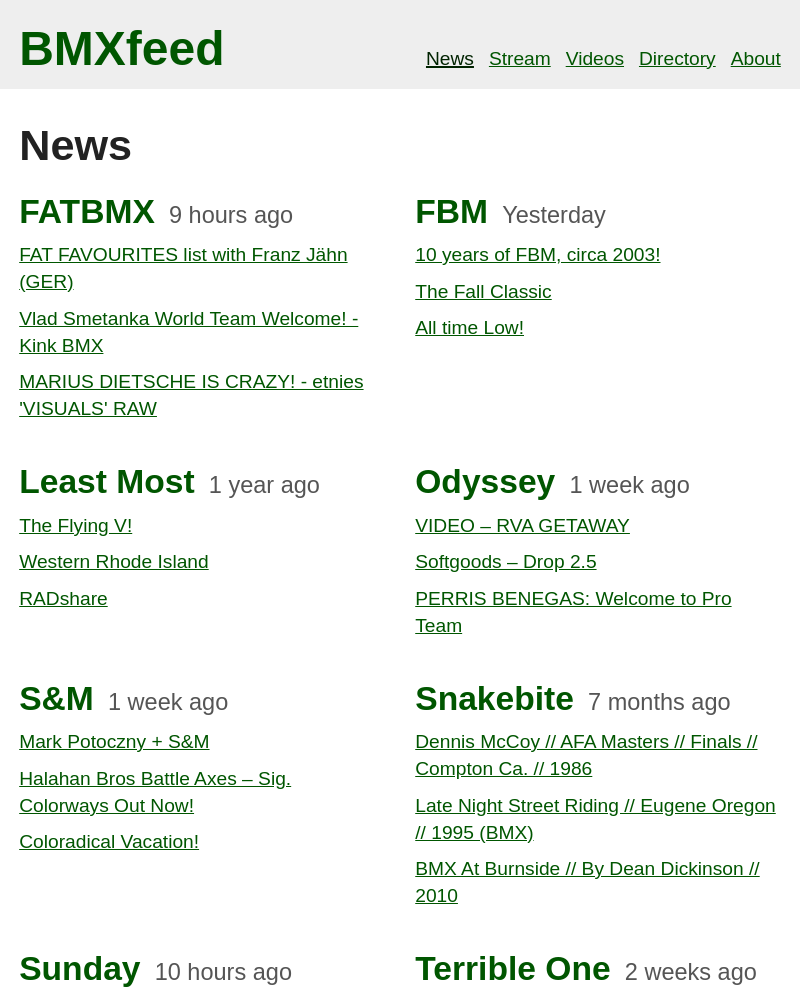 BMXfeed
News Stream Videos Directory About
News
FATBMX 9 hours ago
FAT FAVOURITES list with Franz Jähn
(GER)
Vlad Smetanka World Team Welcome! -
Kink BMX
MARIUS DIETSCHE IS CRAZY! - etnies
'VISUALS' RAW
FBM Yesterday
10 years of FBM, circa 2003!
The Fall Classic
All time Low!
Least Most 1 year ago
The Flying V!
Western Rhode Island
RADshare
Odyssey 1 week ago
VIDEO – RVA GETAWAY
Softgoods – Drop 2.5
PERRIS BENEGAS: Welcome to Pro
Team
S&M 1 week ago
Mark Potoczny + S&M
Halahan Bros Battle Axes – Sig.
Colorways Out Now!
Coloradical Vacation!
Snakebite 7 months ago
Dennis McCoy // AFA Masters // Finals //
Compton Ca. // 1986
Late Night Street Riding // Eugene Oregon
// 1995 (BMX)
BMX At Burnside // By Dean Dickinson //
2010
Sunday 10 hours ago
Terrible One 2 weeks ago